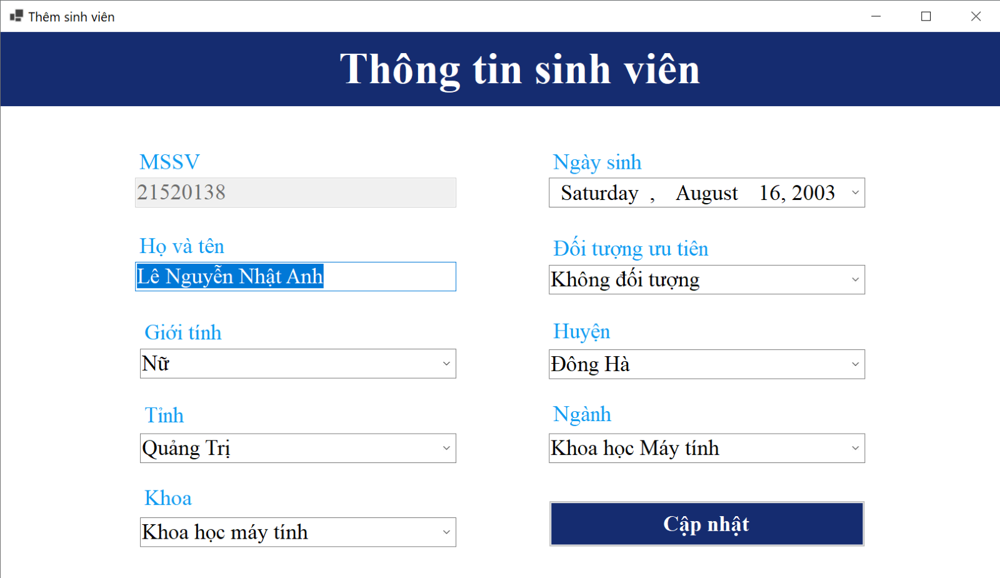 Thêm sinh viên
Thông tin sinh viên
MSSV
21520138
Ngày sinh
Saturday , August 16, 2003
Họ và tên
Lê Nguyễn Nhật Anh
Đối tượng ưu tiên
Không đối tượng
Giới tính
Nữ
Huyện
Đông Hà
Tỉnh
Quảng Trị
Ngành
Khoa học Máy tính
Khoa
Khoa học máy tính
Cập nhật